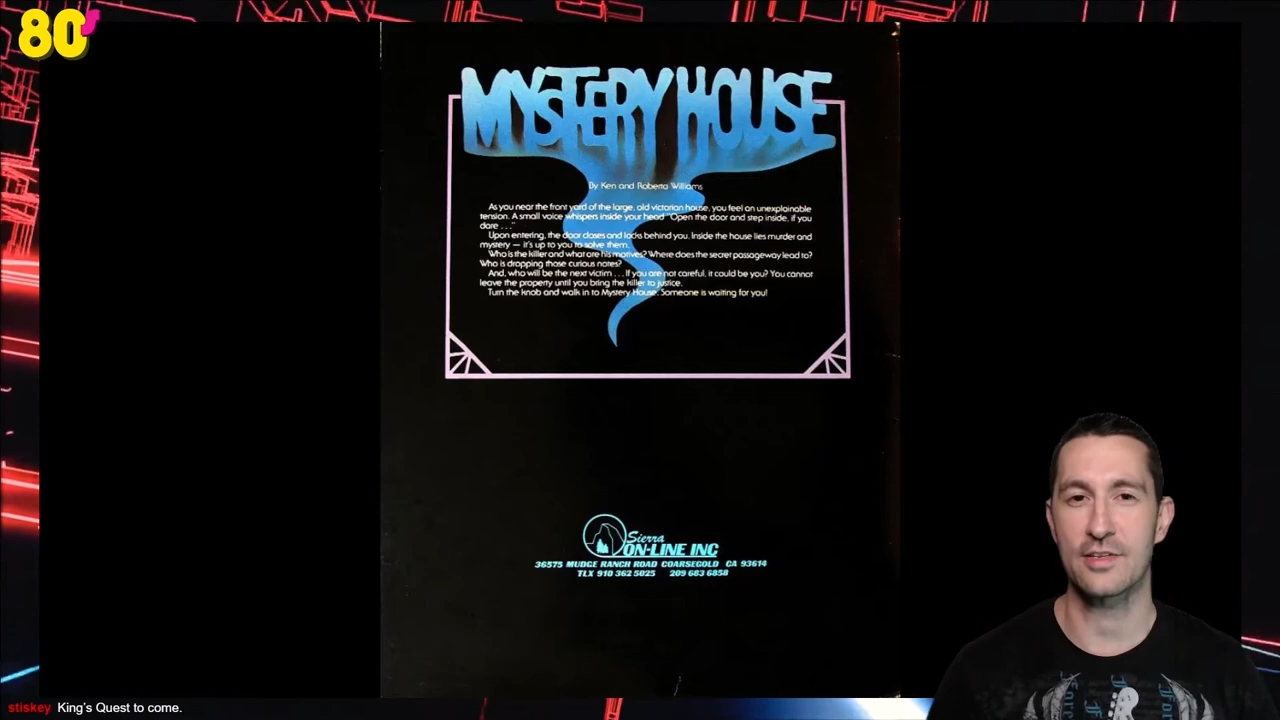 80's
MYSTERY HOUSE
By Ken and Roberta Williams
As you near the front yard of the large, old victorian house, you feel an unexplainable
tension. A small voice whispers inside your head "Open the door and step inside, if you
dare . . ."
Upon entering, the door closes and locks behind you. Inside the house lies murder and
mystery — it's up to you to solve them.
Who is the killer and what are his motives? Where does the secret passageway lead to?
Who is dropping those curious notes?
And, who will be the next victim . . . If you are not careful, it could be you? You cannot
leave the property until you bring the killer to justice.
Turn the knob and walk in to Mystery House. Someone is waiting for you!
Sierra
ON-LINE INC
36575 MUDGE RANCH ROAD COARSEGOLD CA 93614
TLX 910 362 5025 209 683 6858
stiskey King's Quest to come.